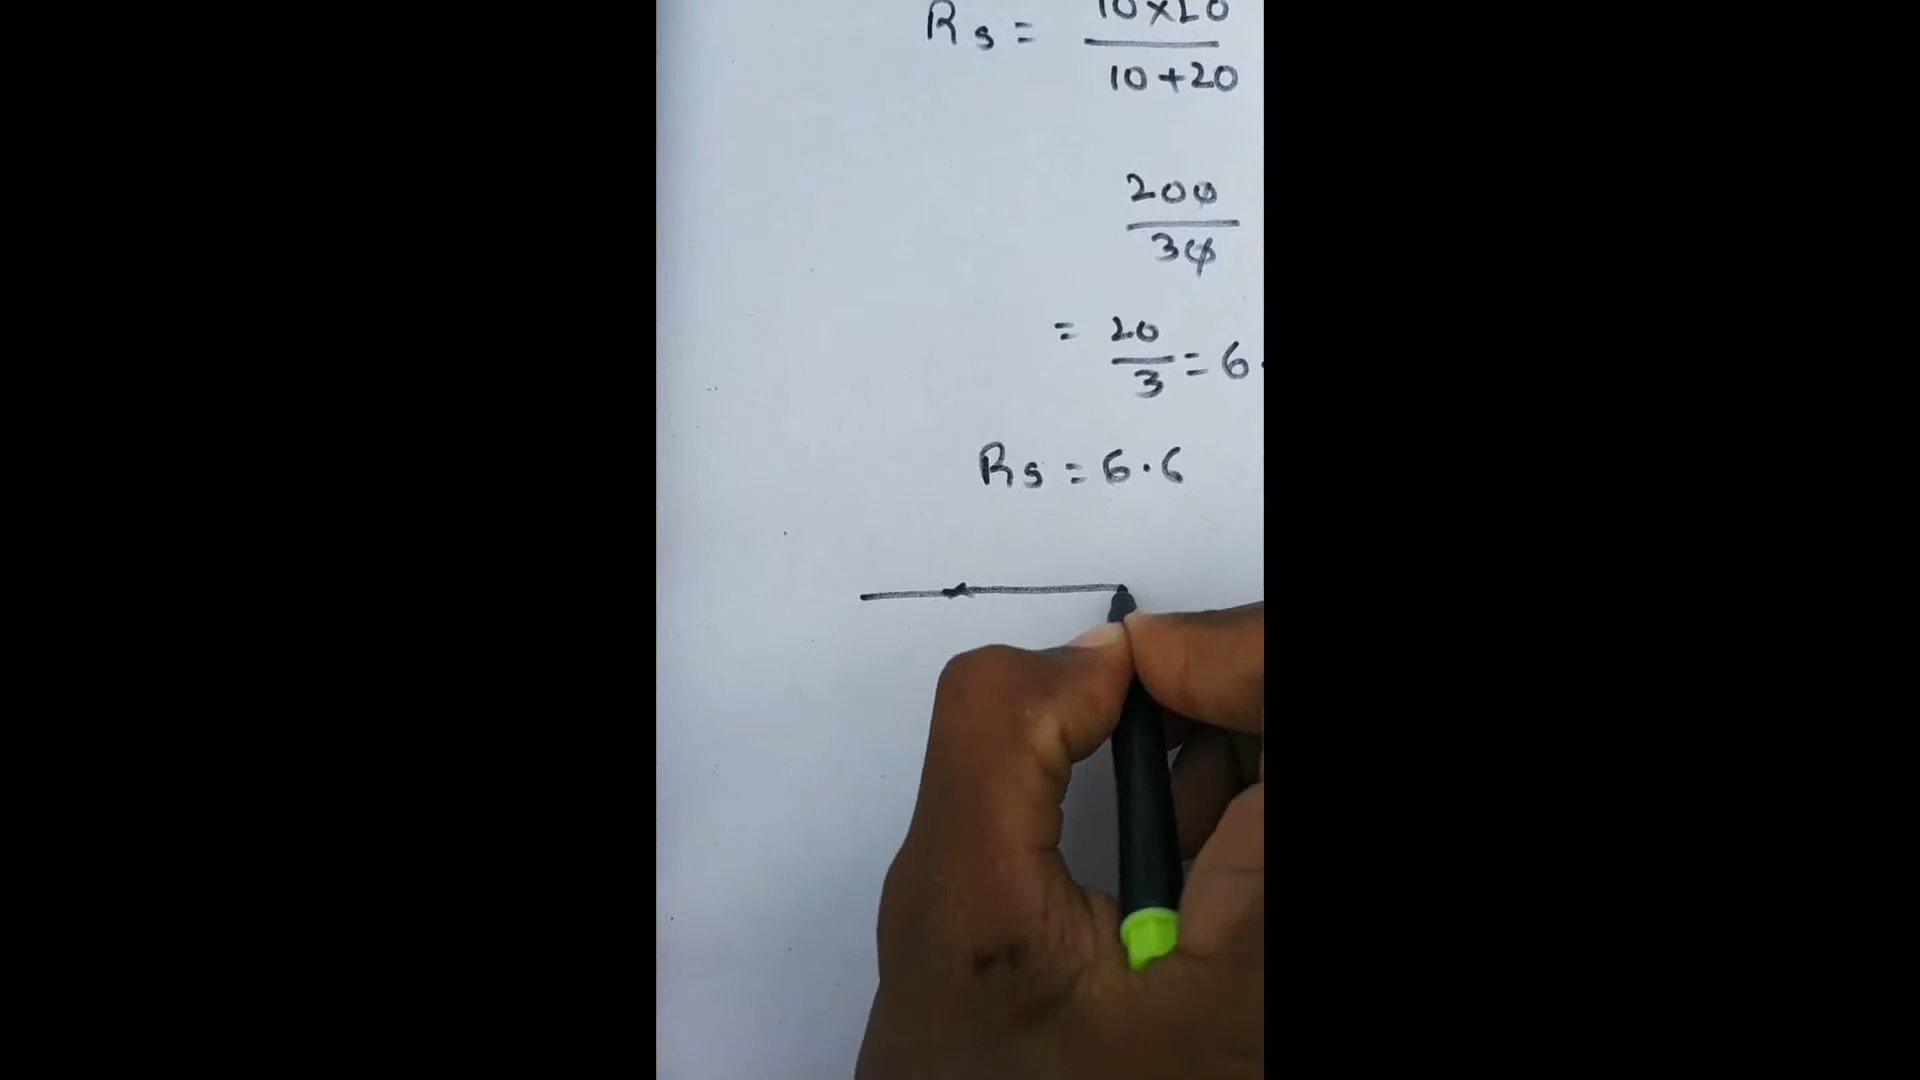 Rs = 10×20
10+20
200
30
= 20
3 = 6.
Rs = 6.6